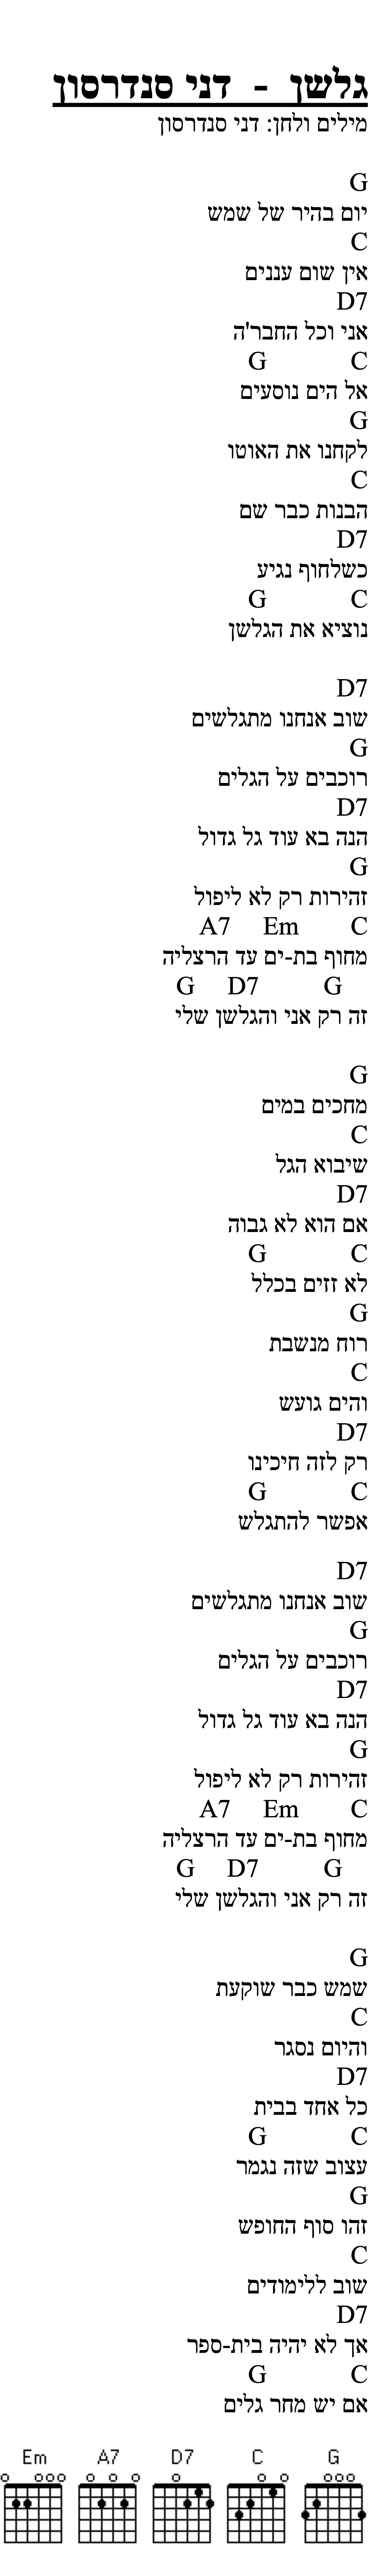 גלשן - דני סנדרסון
מילים ולחן: דני סנדרסון
G
יום בהיר של שמש
C
אין שום עננים
D7
אני וכל החבר'ה
G C
אל הים נוסעים
G
לקחנו את האוטו
C
הבנות כבר שם
D7
כשלחוף נגיע
G C
נוציא את הגלשן
D7
שוב אנחנו מתגלשים
G
רוכבים על הגלים
D7
הנה בא עוד גל גדול
G
זהירות רק לא ליפול
A7 Em C
מחוף בת-ים עד הרצליה
G D7 G
זה רק אני והגלשן שלי
G
מחכים במים
C
שיבוא הגל
D7
אם הוא לא גבוה
G C
לא זזים בכלל
G
רוח מנשבת
C
והים גועש
D7
רק לזה חיכינו
G C
אפשר להתגלש
D7
שוב אנחנו מתגלשים
G
רוכבים על הגלים
D7
הנה בא עוד גל גדול
G
זהירות רק לא ליפול
A7 Em C
מחוף בת-ים עד הרצליה
G D7 G
זה רק אני והגלשן שלי
G
שמש כבר שוקעת
C
והיום נסגר
D7
כל אחד בבית
G C
עצוב שזה נגמר
G
זהו סוף החופש
C
שוב ללימודים
D7
אך לא יהיה בית-ספר
G C
אם יש מחר גלים
Em A7 D7 C G